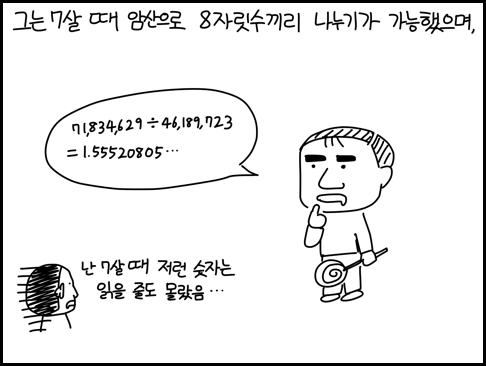 그는 7살 때 암산으로 8자릿수끼리 나누기가 가능했으며,
71,834,629 ÷ 46,189,723
= 1.55520805…
난 7살 때 저런 숫자는
읽을 줄도 몰랐음…